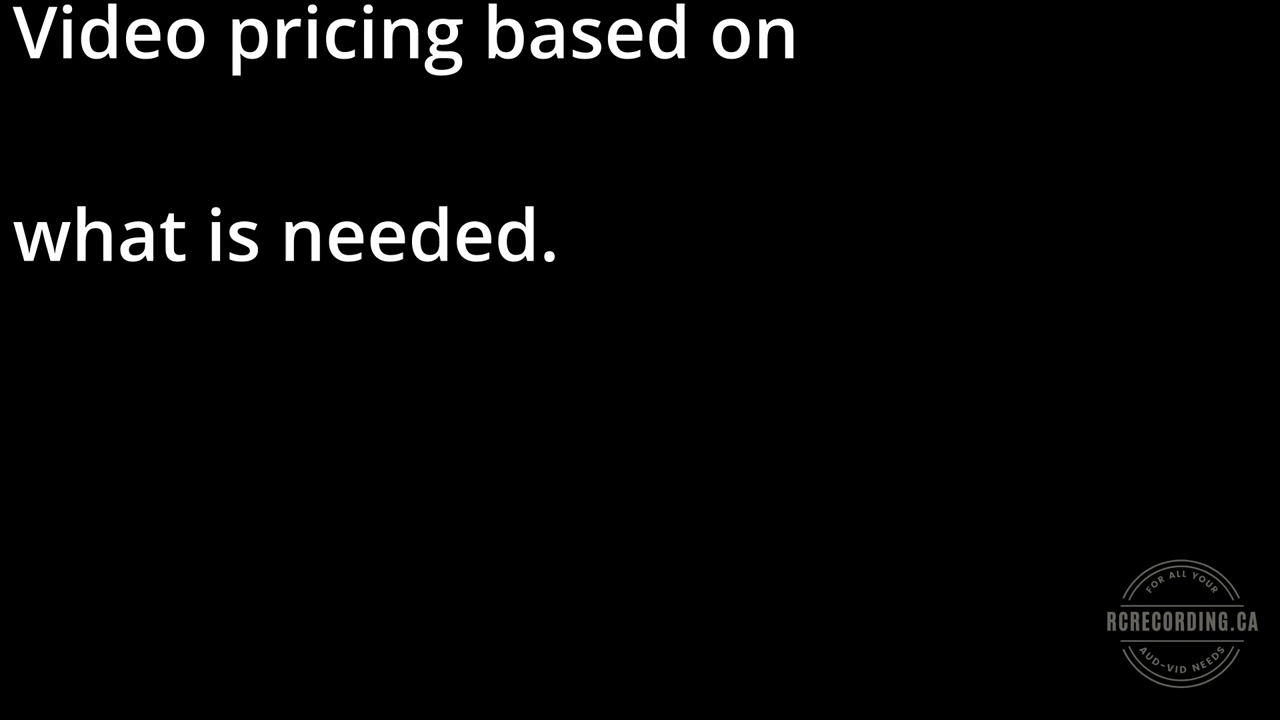 Video pricing based on
what is needed.
FOR ALL YOUR
RCRECORDING.CA
AUD-VID NEEDS